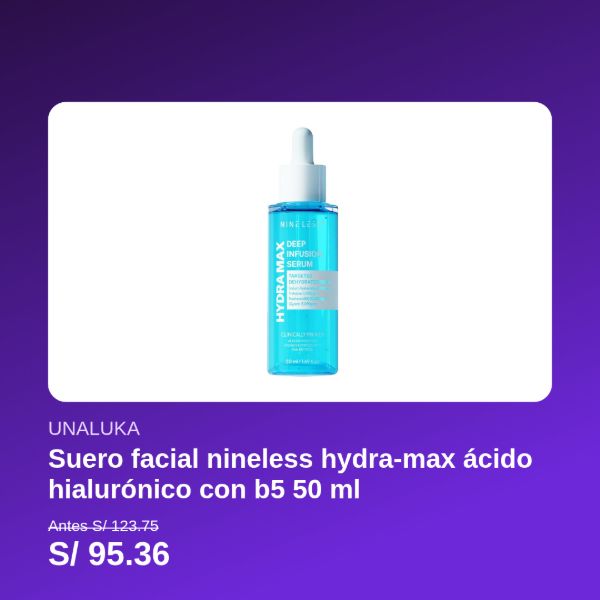 NINELESS
HYDRA MAX
DEEP
INFUSION
SERUM
TARGETED
UNALUKA
Suero facial nineless hydra-max ácido
hialurónico con b5 50 ml
Antes S/ 123.75
S/ 95.36